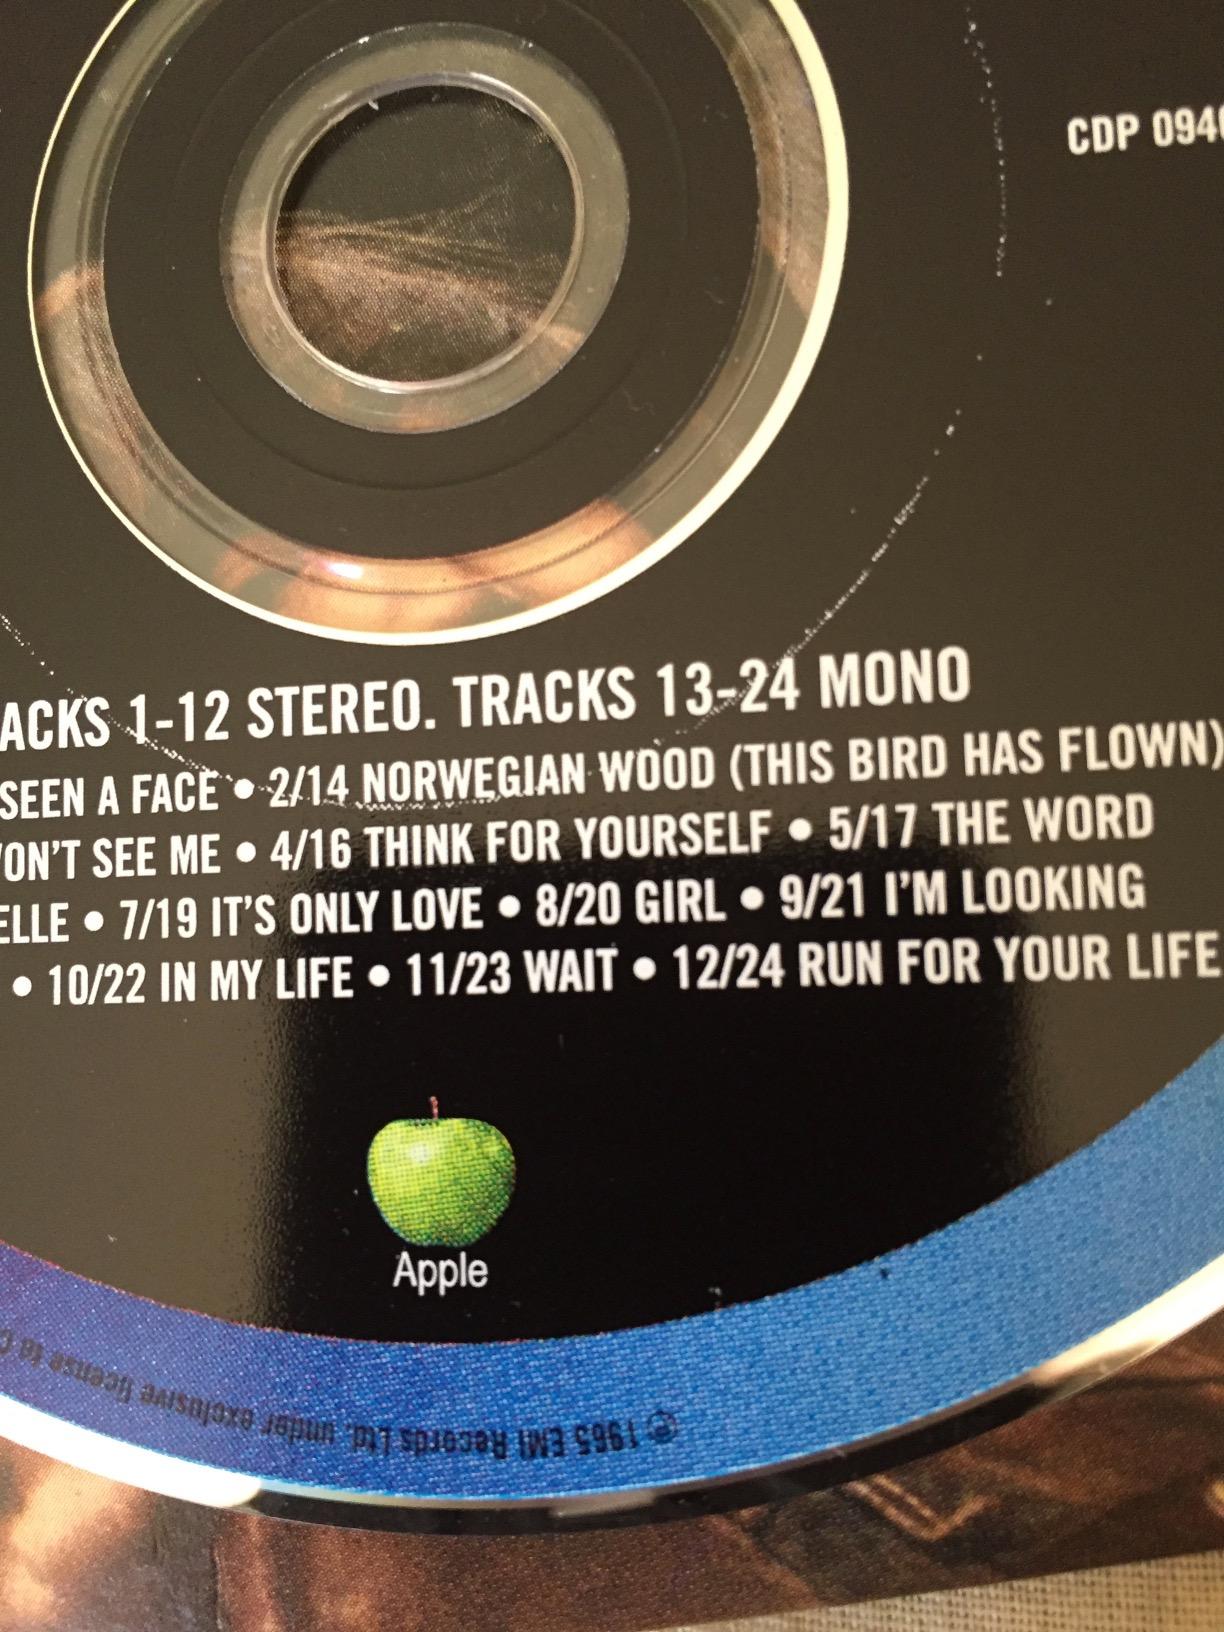 CDP 094
ACKS 1-12 STEREO. TRACKS 13-24 MONO
SEEN A FACE • 2/14 NORWEGIAN WOOD (THIS BIRD HAS FLOWN)
ON'T SEE ME • 4/16 THINK FOR YOURSELF • 5/17 THE WORD
ELLE • 7/19 IT'S ONLY LOVE • 8/20 GIRL • 9/21 I'M LOOKING
• 10/22 IN MY LIFE • 11/23 WAIT • 12/24 RUN FOR YOUR LIFE
Apple
℗ 1965 EMI Records Ltd. under exclusive license to C